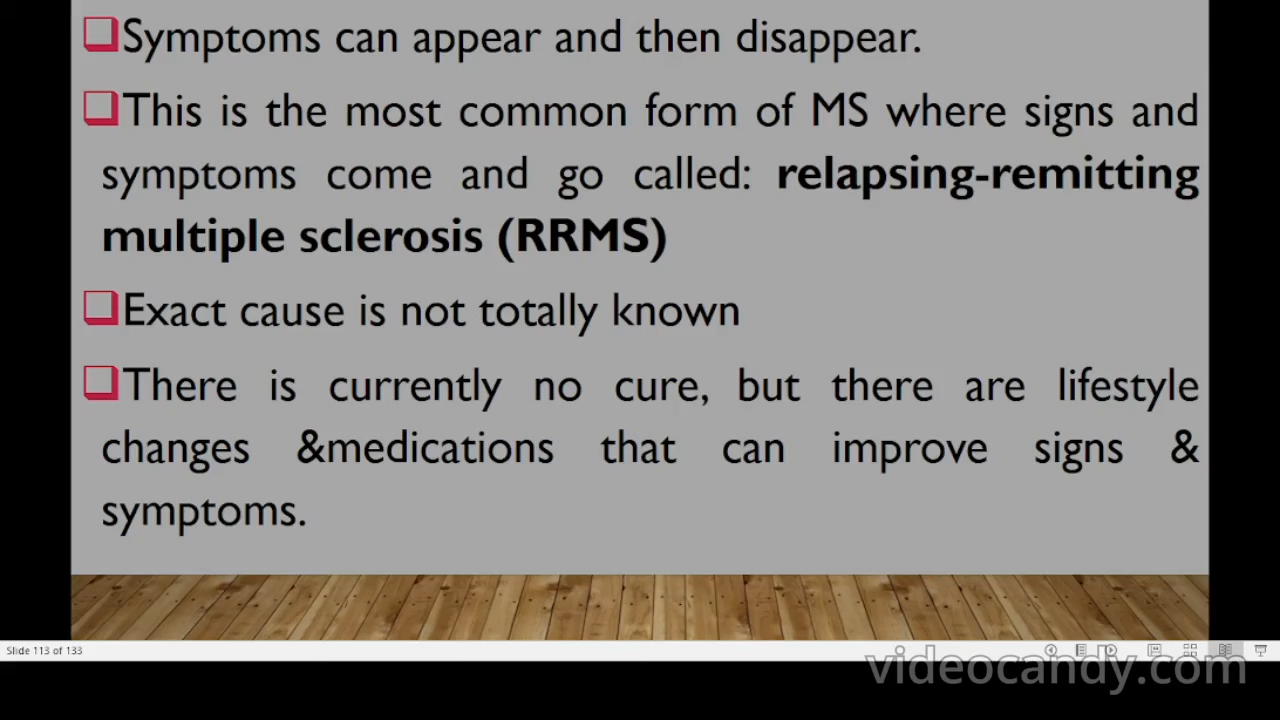 Symptoms can appear and then disappear.
This is the most common form of MS where signs and
symptoms come and go called: relapsing-remitting
multiple sclerosis (RRMS)
Exact cause is not totally known
There is currently no cure, but there are lifestyle
changes &medications that can improve signs &
symptoms.
Slide 113 of 133
videocandy.com